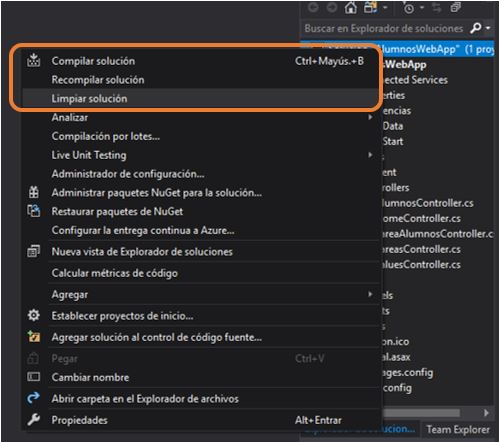 Buscar en Explorador de soluciones
AlumnosWebApp" (1 proy
Compilar solución Ctrl+Mayús.+B
sWebApp
Recompilar solución
Limpiar solución
Analizar
Compilación por lotes...
Live Unit Testing
Administrador de configuración...
Administrar paquetes NuGet para la solución...
Restaurar paquetes de NuGet
Configurar la entrega continua a Azure...
Nueva vista de Explorador de soluciones
Calcular métricas de código
Agregar
Establecer proyectos de inicio...
Agregar solución al control de código fuente...
Pegar Ctrl+V
Cambiar nombre
Abrir carpeta en el Explorador de archivos
Propiedades Alt+Entrar
ected Services
erties
encias
Data
Start
ent
rollers
lumnosController.cs
omeController.cs
areaAlumnosController.c
areasController.cs
aluesController.cs
els
on.ico
al.asax
ages.config
config
Team Explorer